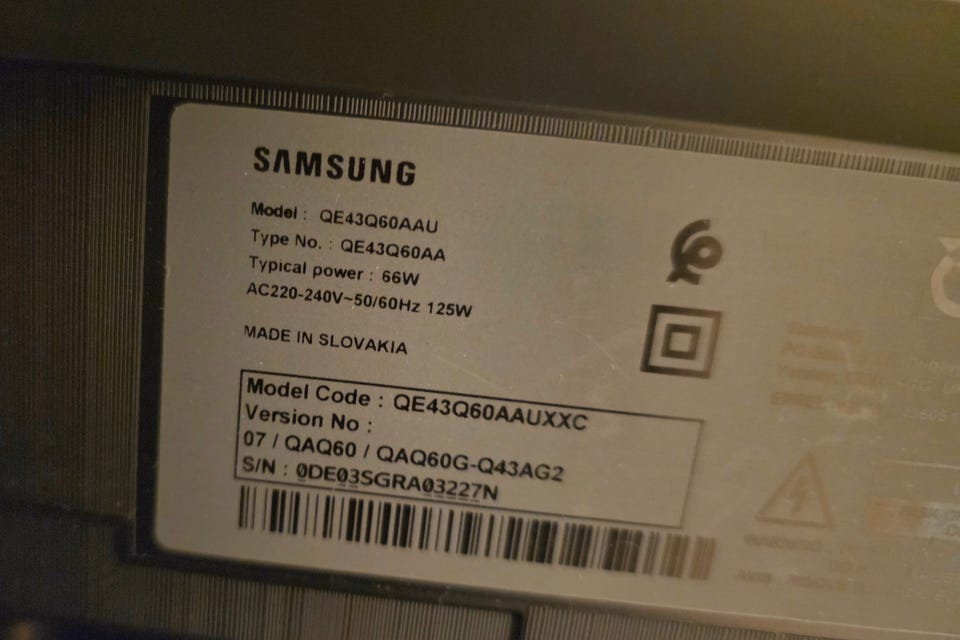 SAMSUNG
Model : QE43Q60AAU
Type No. : QE43Q60AA
Typical power : 66W
AC220-240V~50/60Hz 125W
MADE IN SLOVAKIA
Model Code : QE43Q60AAUXXC
Version No :
07 / QAQ60 / QAQ60G-Q43AG2
S/N : 0DE03SGRA03227N